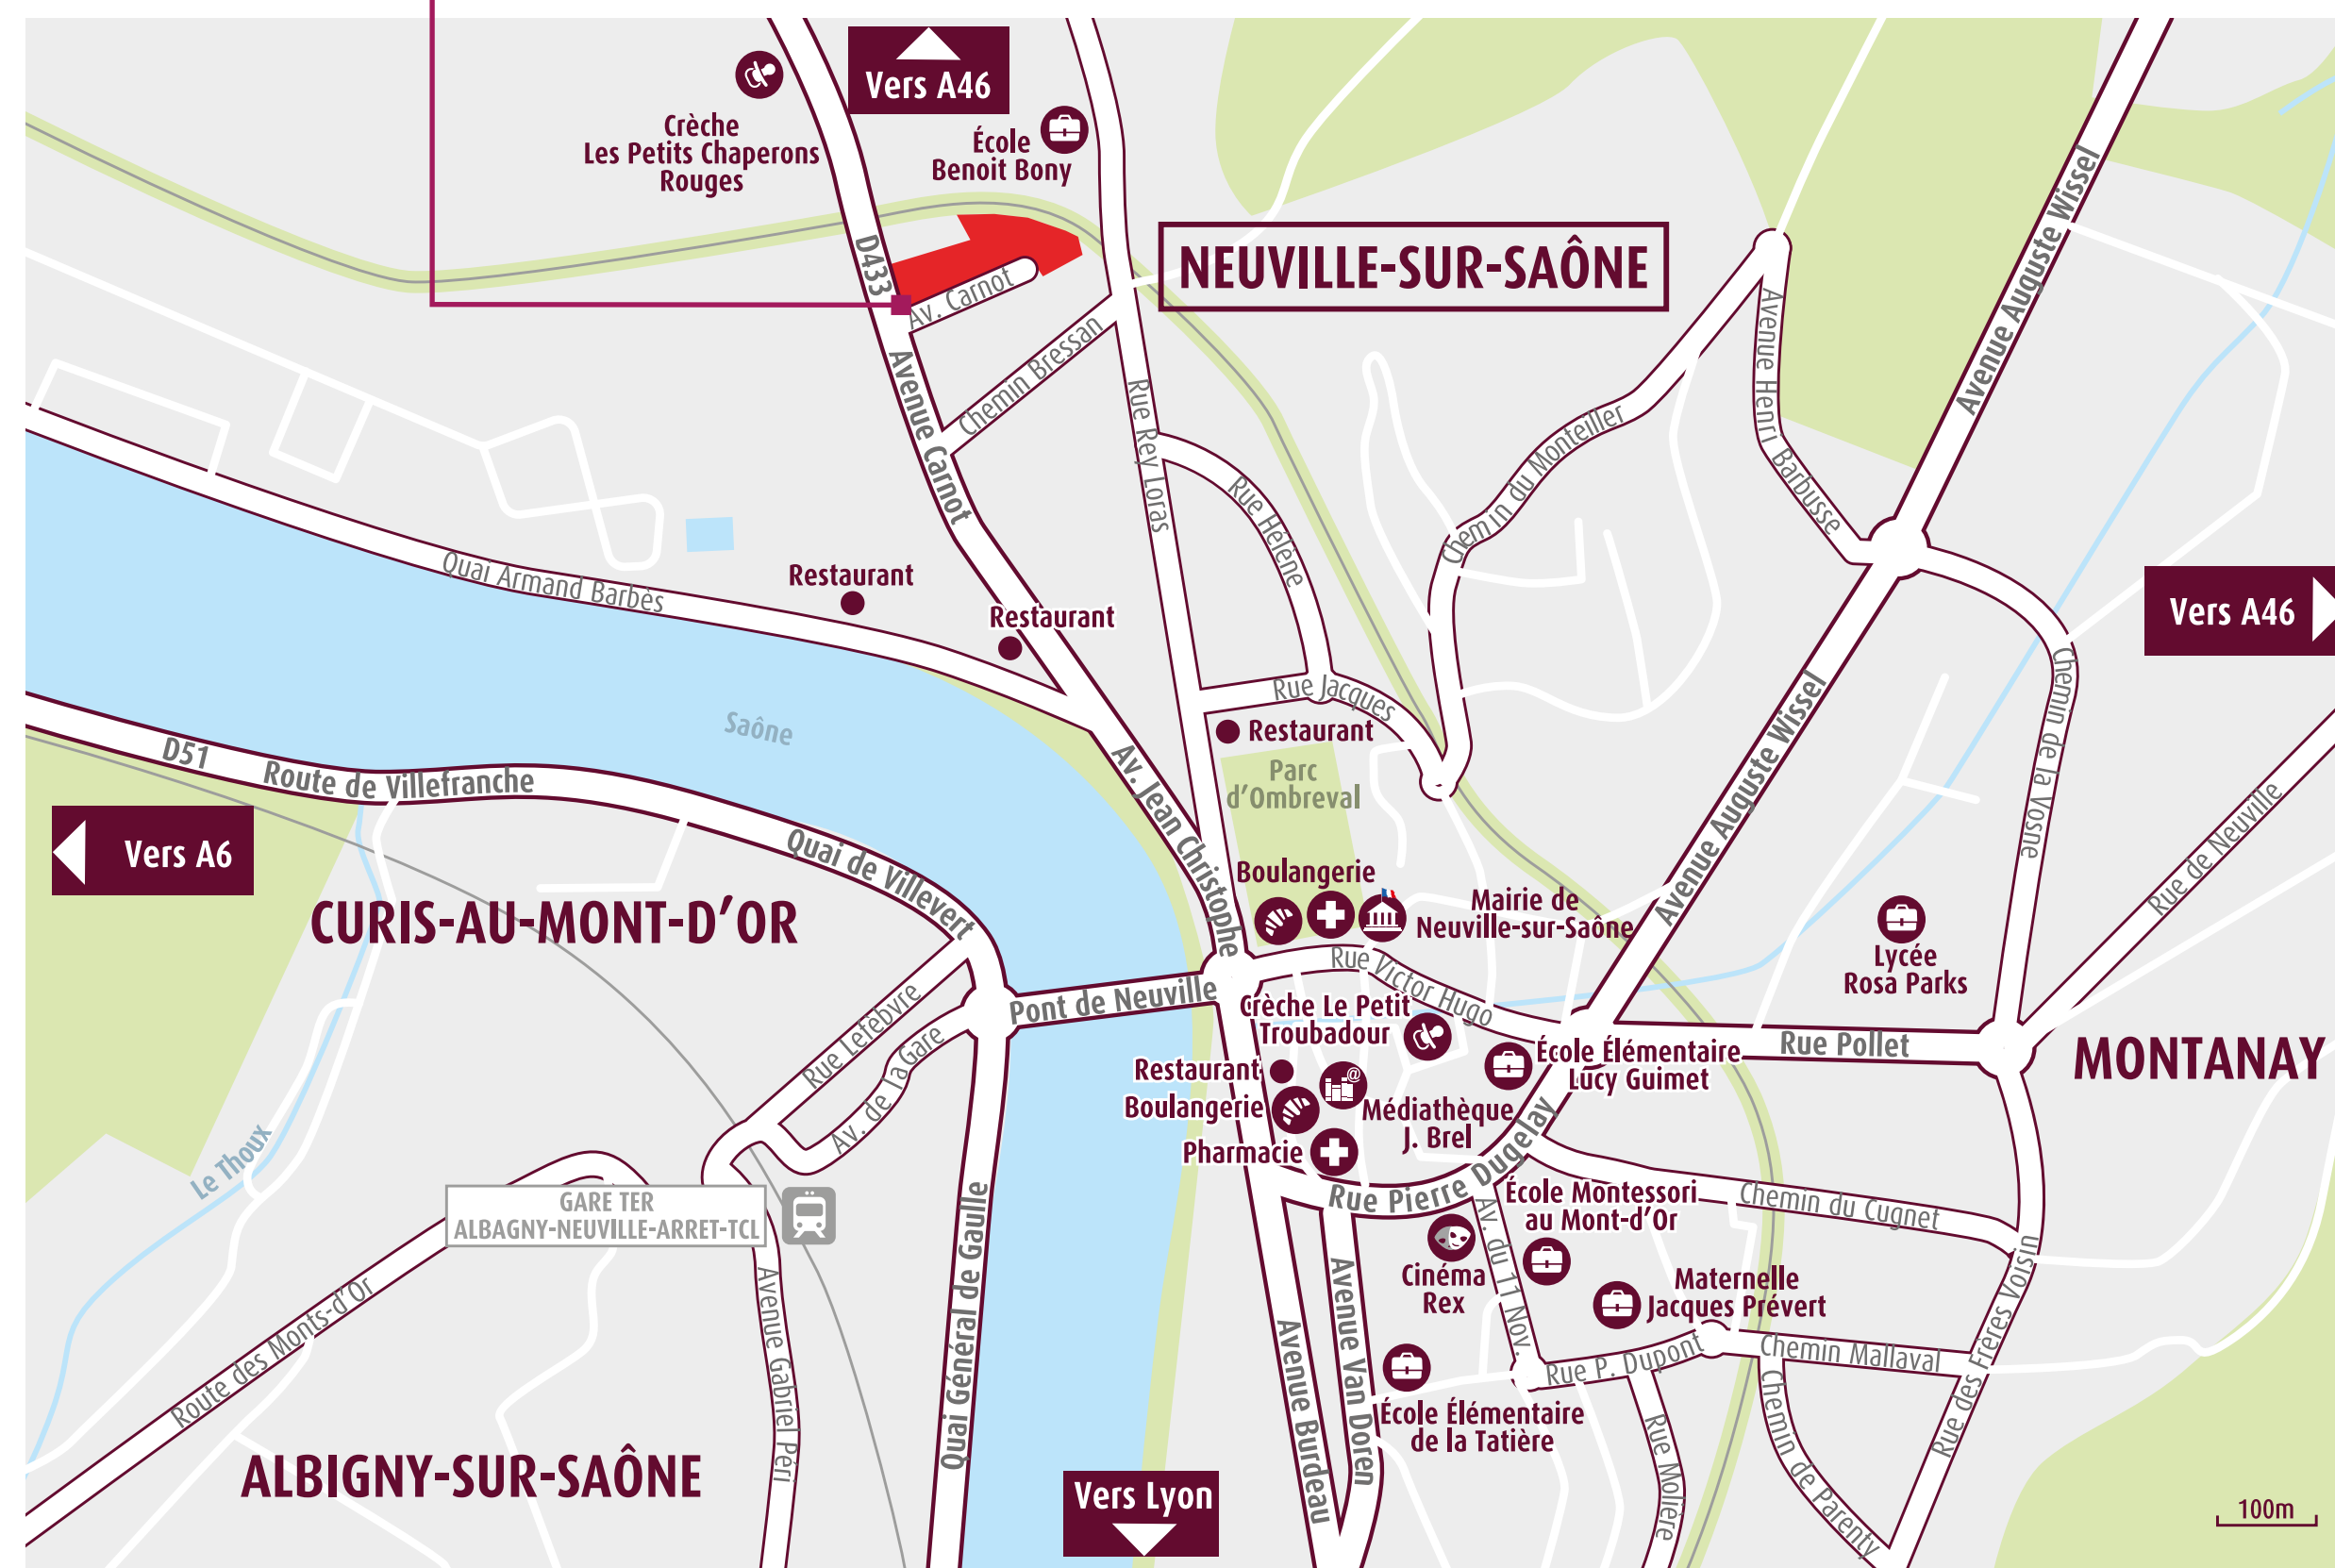 Vers A46
Crèche
Les Petits Chaperons
Rouges
École
Benoit Bony
D433
Av. Carnot
NEUVILLE-SUR-SAÔNE
Avenue Auguste Wissel
Avenue Henri Barbusse
Chemin Bressan
Avenue Carnot
Rue Rey Loras
Rue Hélène
Chemin du Monteiller
Quai Armand Barbès
Restaurant
Restaurant
Vers A46
Rue Jacques
Restaurant
Parc
d'Ombreval
Saône
D51
Route de Villefranche
Av. Jean Christophe
Avenue Auguste Wissel
Chemin de la Vosne
Rue de Neuville
Vers A6
Quai de Villevert
CURIS-AU-MONT-D'OR
Boulangerie
Mairie de
Neuville-sur-Saône
Lycée
Rosa Parks
Rue Victor Hugo
Pont de Neuville
Crèche Le Petit
Troubadour
Rue Lefèbvre
Av. de laGare
École Élémentaire
Lucy Guimet
Rue Pollet
MONTANAY
Restaurant
@
Boulangerie
Médiathèque
J. Brel
Pharmacie
Le Thoux
Rue Pierre Dugelay
GARE TER
ALBAGNY-NEUVILLE-ARRET-TCL
École Montessori
au Mont-d'Or
Chemin du Cugnet
Av. du 11 Nov.
Cinéma
Rex
Maternelle
Jacques Prévert
Quai Général de Gaulle
Avenue Gabriel Péri
Route des Monts-d'Or
Avenue Burdeau
Avenue Van Doren
Rue P. Dupont
Chemin Mallaval
Rue des Frères Voisin
École Élémentaire
de la Tatière
Rue Molière
Chemin de Parenty
ALBIGNY-SUR-SAÔNE
Vers Lyon
100m